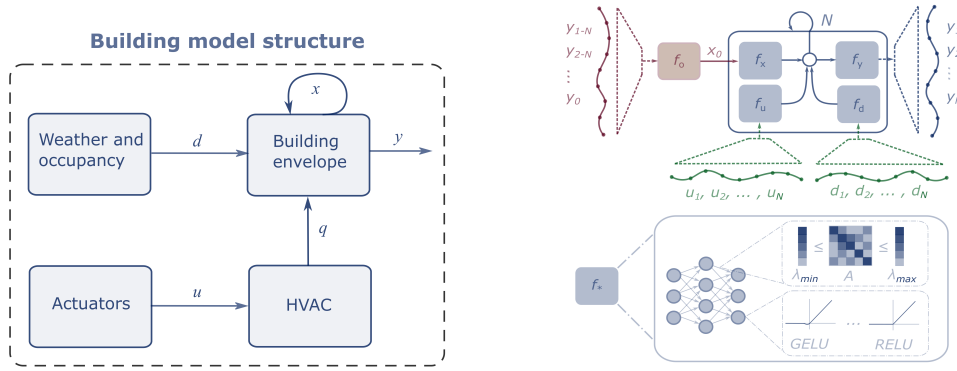 Building model structure
x
Weather and
occupancy
d
Building
envelope
y
q
Actuators
u
HVAC
y1-N
y2-N
⋮
y0
fo
x0
N
fx
fy
fu
fd
u1, u2, ... , uN
d1, d2, ... , dN
f*
≤
≤
λmin
A
λmax
...
GELU
RELU